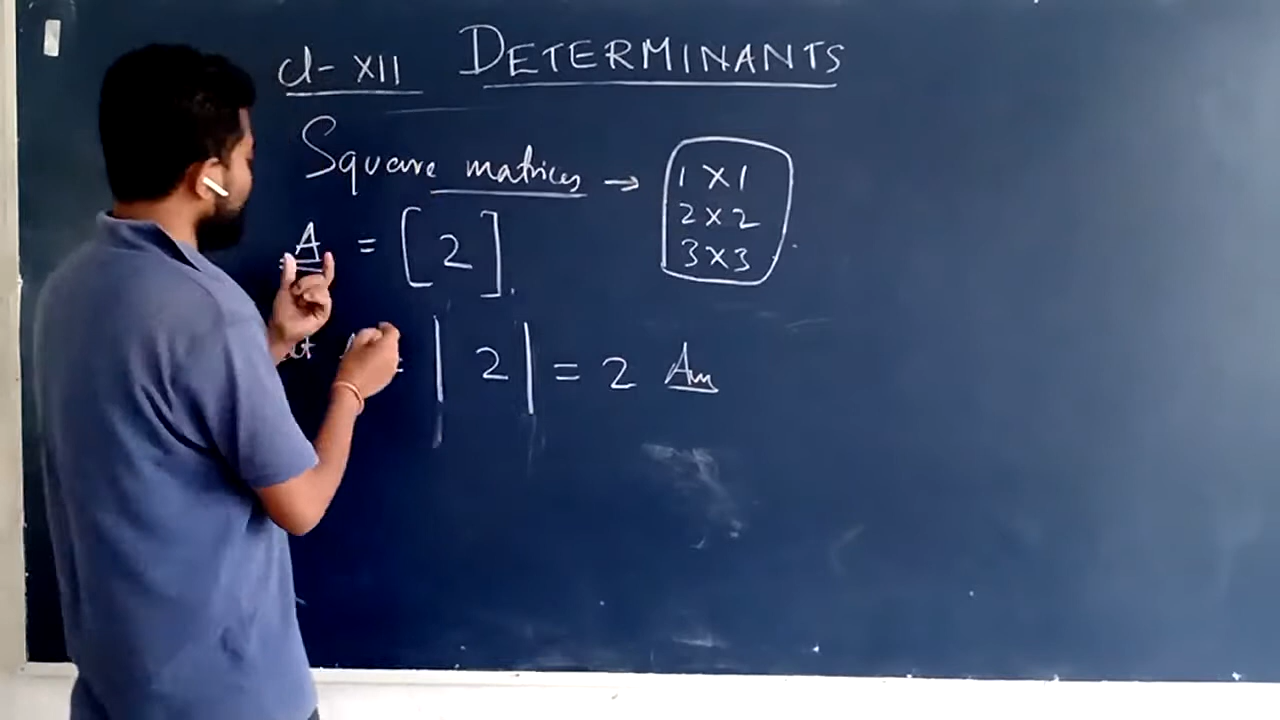 cl- XII DETERMINANTS
Square matrices → 1 X 1
2 X 2
3 X 3
A = [ 2 ]
= | 2 | = 2 Ans